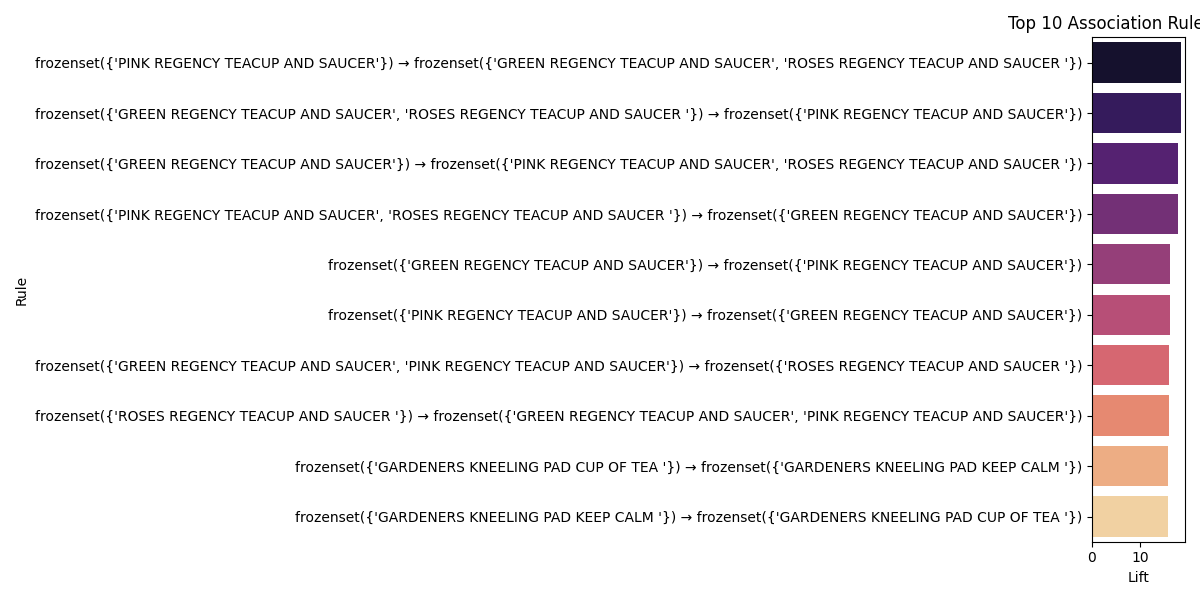 Top 10 Association Rule
frozenset({'PINK REGENCY TEACUP AND SAUCER'}) → frozenset({'GREEN REGENCY TEACUP AND SAUCER', 'ROSES REGENCY TEACUP AND SAUCER '})
frozenset({'GREEN REGENCY TEACUP AND SAUCER', 'ROSES REGENCY TEACUP AND SAUCER '}) → frozenset({'PINK REGENCY TEACUP AND SAUCER'})
frozenset({'GREEN REGENCY TEACUP AND SAUCER'}) → frozenset({'PINK REGENCY TEACUP AND SAUCER', 'ROSES REGENCY TEACUP AND SAUCER '})
frozenset({'PINK REGENCY TEACUP AND SAUCER', 'ROSES REGENCY TEACUP AND SAUCER '}) → frozenset({'GREEN REGENCY TEACUP AND SAUCER'})
frozenset({'GREEN REGENCY TEACUP AND SAUCER'}) → frozenset({'PINK REGENCY TEACUP AND SAUCER'})
frozenset({'PINK REGENCY TEACUP AND SAUCER'}) → frozenset({'GREEN REGENCY TEACUP AND SAUCER'})
frozenset({'GREEN REGENCY TEACUP AND SAUCER', 'PINK REGENCY TEACUP AND SAUCER'}) → frozenset({'ROSES REGENCY TEACUP AND SAUCER '})
frozenset({'ROSES REGENCY TEACUP AND SAUCER '}) → frozenset({'GREEN REGENCY TEACUP AND SAUCER', 'PINK REGENCY TEACUP AND SAUCER'})
frozenset({'GARDENERS KNEELING PAD CUP OF TEA '}) → frozenset({'GARDENERS KNEELING PAD KEEP CALM '})
frozenset({'GARDENERS KNEELING PAD KEEP CALM '}) → frozenset({'GARDENERS KNEELING PAD CUP OF TEA '})
Rule
0 10
Lift